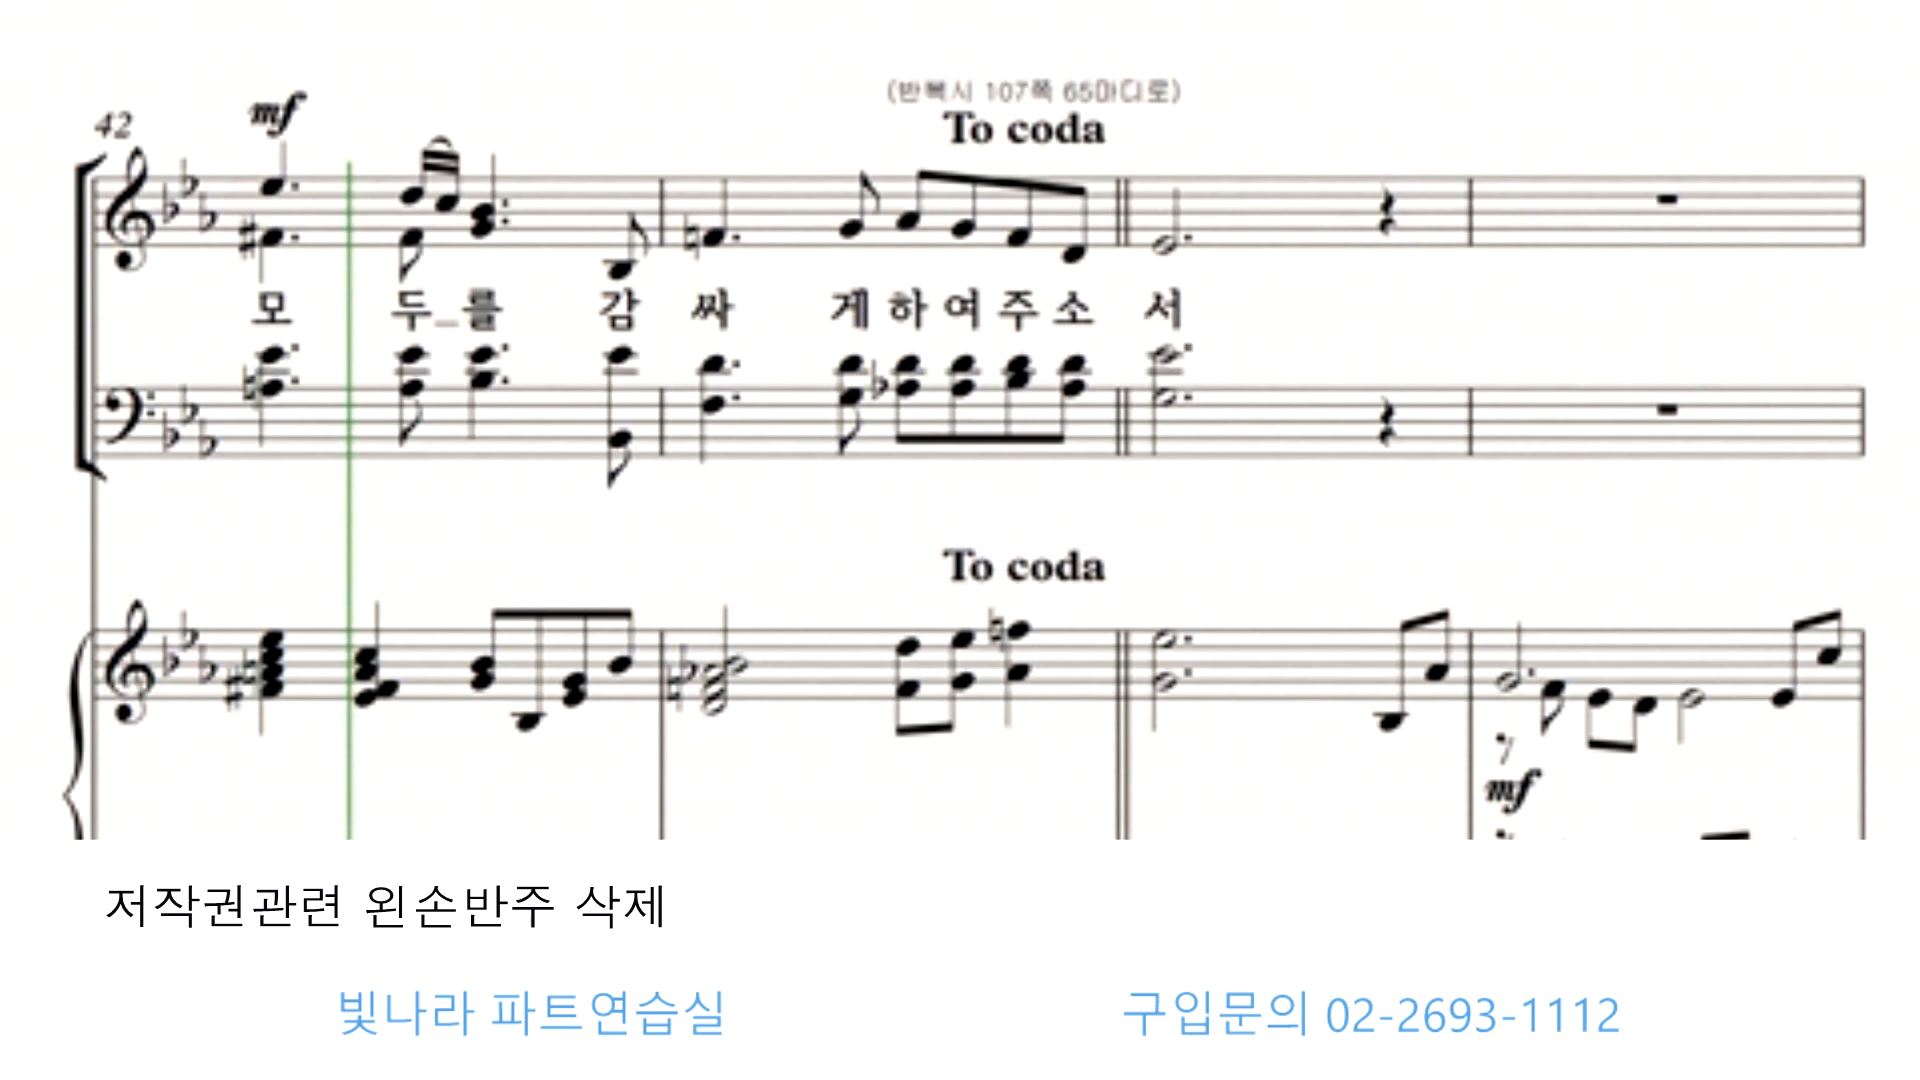 (반복시 107쪽 65마디로)
42 mf To coda
모 두_를 감 싸 게 하 여 주 소 서
To coda
mf
저작권관련 왼손반주 삭제
빛나라 파트연습실 구입문의 02-2693-1112